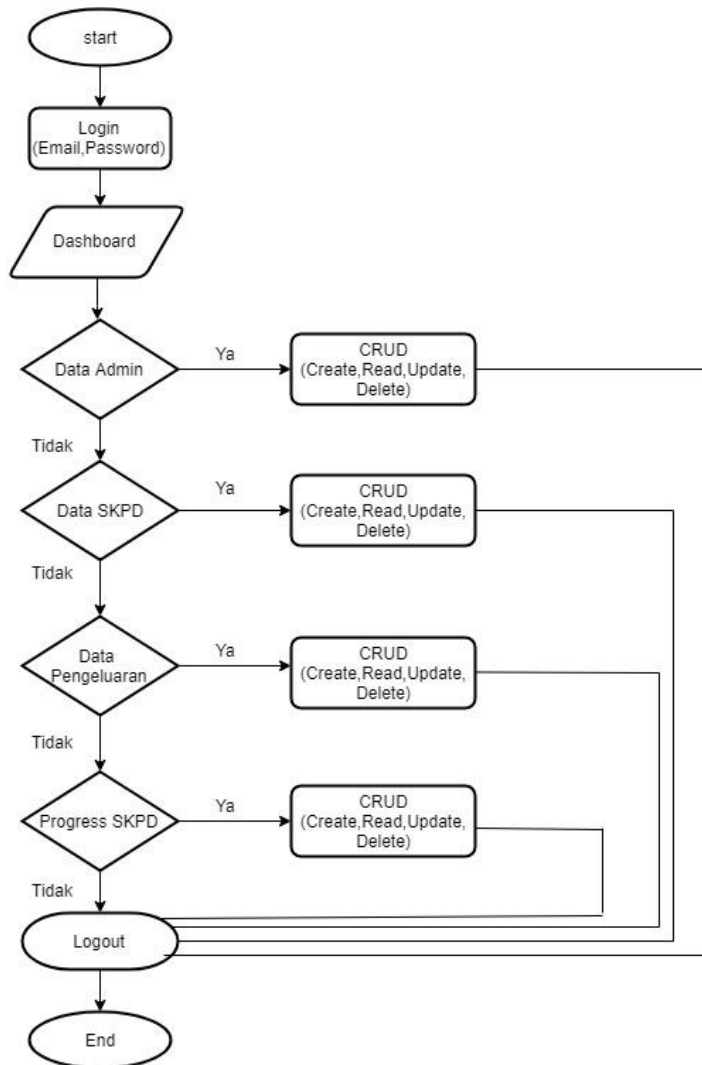 start
Login
(Email,Password)
Dashboard
Data Admin
Ya
CRUD
(Create,Read,Update,
Delete)
Tidak
Data SKPD
Ya
CRUD
(Create,Read,Update,
Delete)
Tidak
Data
Pengeluaran
Ya
CRUD
(Create,Read,Update,
Delete)
Tidak
Progress SKPD
Ya
CRUD
(Create,Read,Update,
Delete)
Tidak
Logout
End